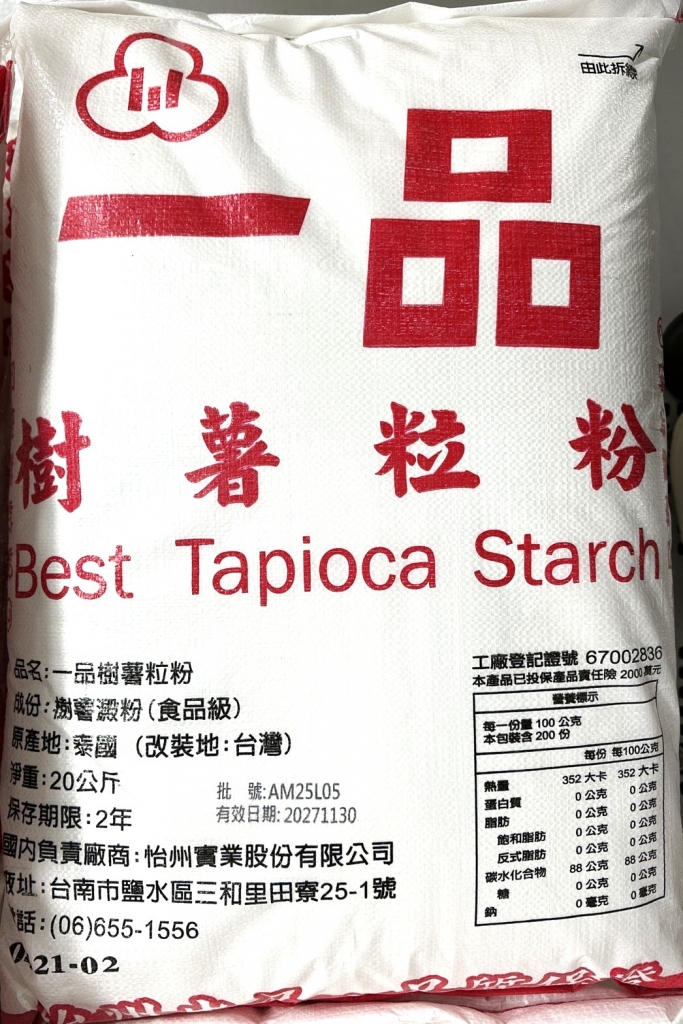 由此拆線
一品
樹薯粒粉
Best Tapioca Starch
品名:一品樹薯粒粉
成份:樹薯澱粉(食品級)
原產地:泰國 (改裝地:台灣)
淨重:20公斤
保存期限:2年
批 號:AM25L05
有效日期:20271130
國內負責廠商:怡州實業股份有限公司
地址:台南市鹽水區三和里田寮25-1號
電話:(06)655-1556
21-02
工廠登記證號 67002836
本產品已投保產品責任險 2000萬元
營養標示
每一份量 100 公克
本包裝含 200 份
每份 每100公克
熱量 352 大卡 352 大卡
蛋白質 0 公克 0 公克
脂肪 0 公克 0 公克
飽和脂肪 0 公克 0 公克
反式脂肪 0 公克 0 公克
碳水化合物 88 公克 88 公克
糖 0 公克 0 公克
鈉 0 毫克 0 毫克